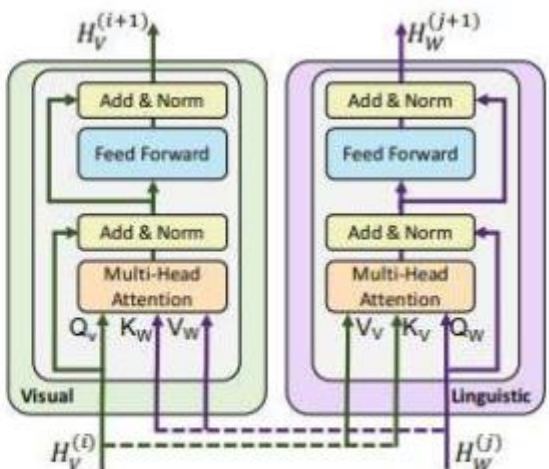 H_V^{(i+1)} H_W^{(j+1)}
Add & Norm Add & Norm
Feed Forward Feed Forward
Add & Norm Add & Norm
Multi-Head Multi-Head
Attention Attention
Q_v K_W V_W V_V K_V Q_W
Visual Linguistic
H_V^{(i)} H_W^{(j)}